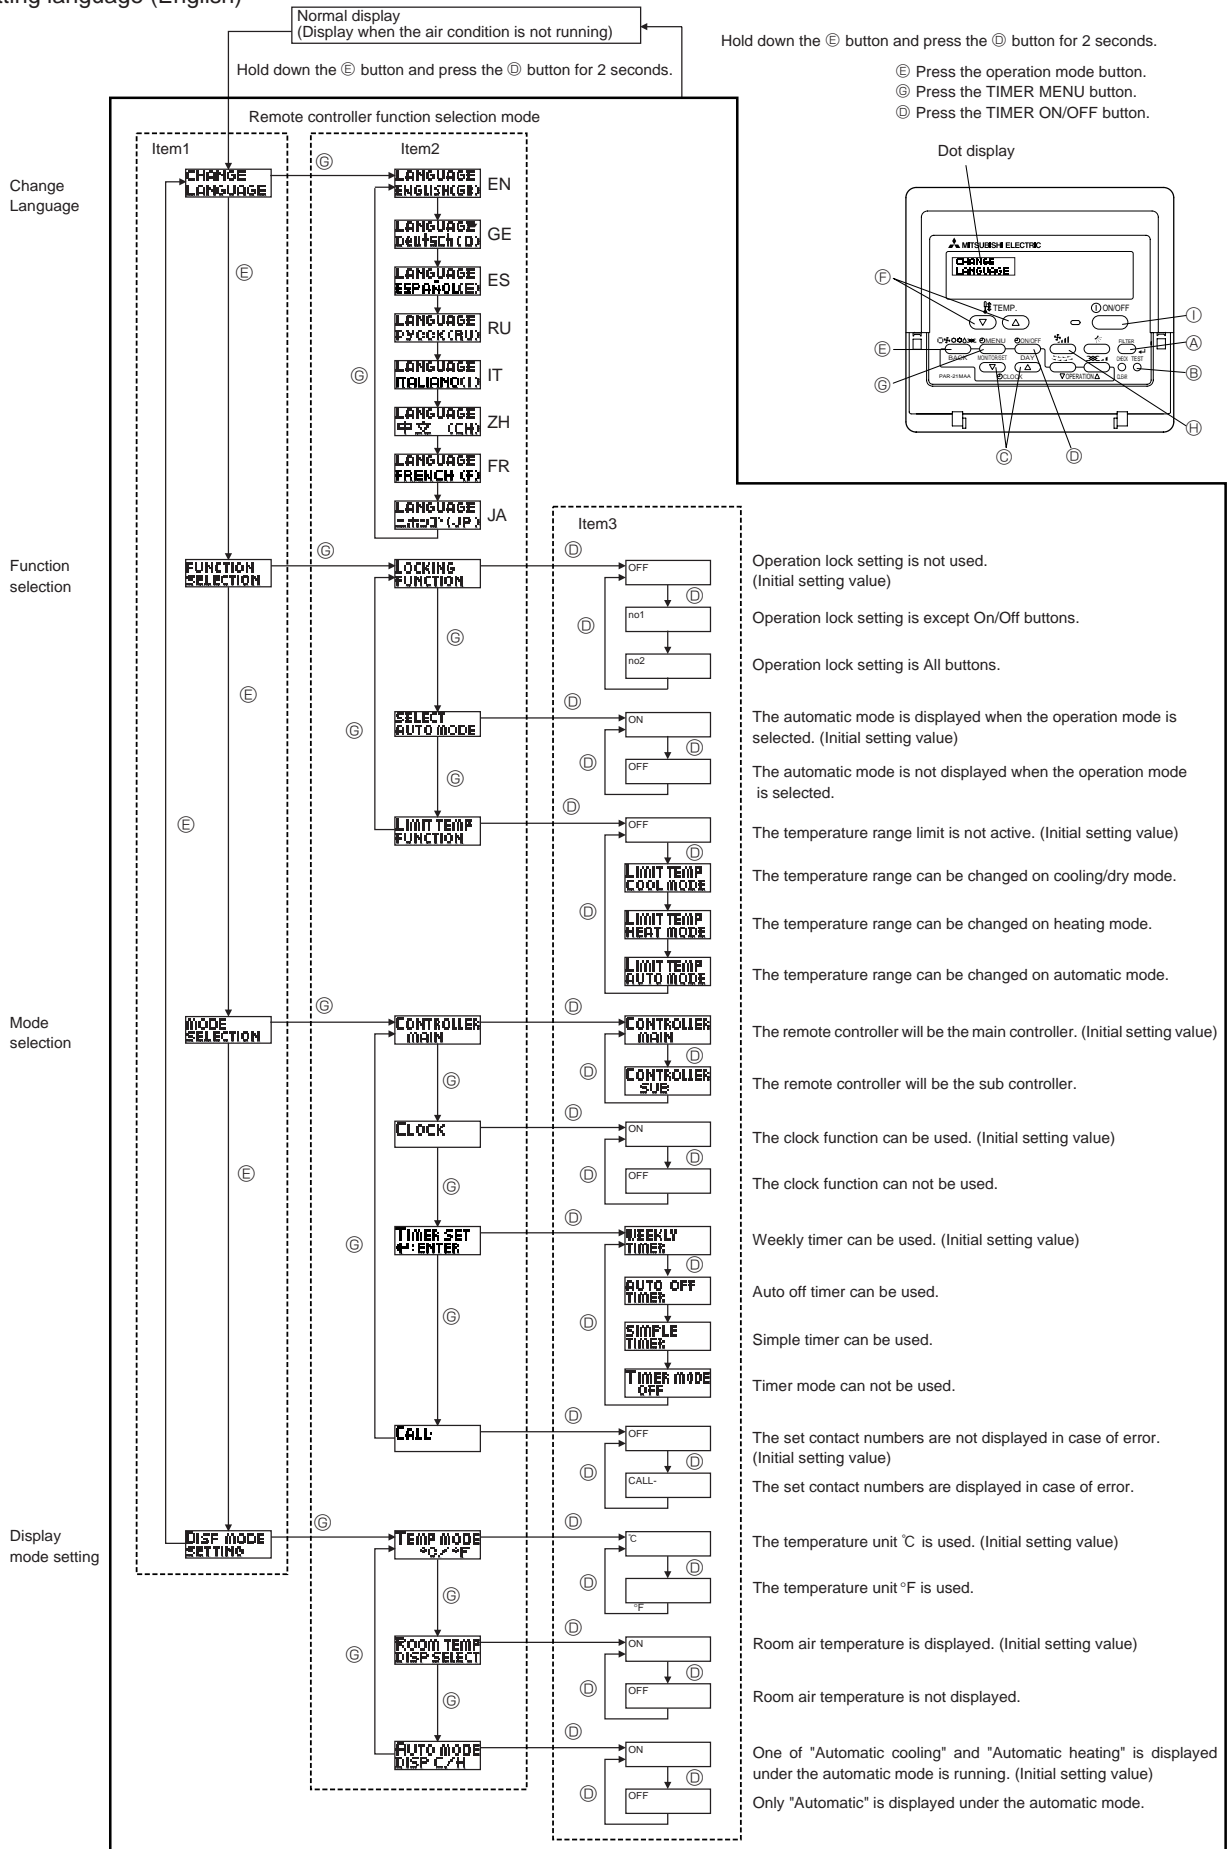 tting language (English)
Normal display
(Display when the air condition is not running)
Hold down the Ⓔ button and press the Ⓓ button for 2 seconds.
Hold down the Ⓔ button and press the Ⓓ button for 2 seconds.
Ⓔ Press the operation mode button.
Ⓖ Press the TIMER MENU button.
Ⓓ Press the TIMER ON/OFF button.
Dot display
MITSUBISHI ELECTRIC
CHANGE
LANGUAGE
TEMP.
ON/OFF
MENU
ON/OFF
FILTER
BACK
MONITOR/SET
DAY
CHECK TEST
PAR-21MAA
CLOCK
▽OPERATION△
CLEAR
Ⓕ
Ⓔ
Ⓖ
Ⓒ
Ⓓ
Ⓘ
Ⓐ
Ⓑ
Ⓗ
Remote controller function selection mode
Item1
Item2
Change
Language
CHANGE
LANGUAGE
Ⓖ
LANGUAGE
ENGLISH(GB)
EN
LANGUAGE
Deutsch(D)
GE
Ⓔ
LANGUAGE
ESPAÑOL(E)
ES
LANGUAGE
РУССК(RU)
RU
Ⓖ
LANGUAGE
ITALIANO(I)
IT
LANGUAGE
中文 (CH)
ZH
LANGUAGE
FRENCH (F)
FR
LANGUAGE
ニホンゴ(JP)
JA
Item3
Function
selection
FUNCTION
SELECTION
Ⓖ
LOCKING
FUNCTION
Ⓓ
OFF
Operation lock setting is not used.
(Initial setting value)
Ⓓ
Ⓓ
no1
Operation lock setting is except On/Off buttons.
Ⓖ
no2
Operation lock setting is All buttons.
Ⓔ
Ⓖ
SELECT
AUTO MODE
Ⓓ
ON
The automatic mode is displayed when the operation mode is
selected. (Initial setting value)
Ⓓ
Ⓓ
OFF
The automatic mode is not displayed when the operation mode
is selected.
Ⓖ
Ⓔ
LIMIT TEMP
FUNCTION
Ⓓ
OFF
The temperature range limit is not active. (Initial setting value)
Ⓓ
LIMIT TEMP
COOL MODE
The temperature range can be changed on cooling/dry mode.
Ⓓ
LIMIT TEMP
HEAT MODE
The temperature range can be changed on heating mode.
LIMIT TEMP
AUTO MODE
The temperature range can be changed on automatic mode.
Mode
selection
MODE
SELECTION
Ⓖ
CONTROLLER
MAIN
Ⓓ
CONTROLLER
MAIN
The remote controller will be the main controller. (Initial setting value)
Ⓓ
Ⓓ
CONTROLLER
SUB
The remote controller will be the sub controller.
Ⓖ
CLOCK
Ⓓ
ON
The clock function can be used. (Initial setting value)
Ⓓ
Ⓓ
OFF
The clock function can not be used.
Ⓔ
Ⓖ
Ⓖ
TIMER SET
↵:ENTER
Ⓓ
WEEKLY
TIMER
Weekly timer can be used. (Initial setting value)
Ⓓ
AUTO OFF
TIMER
Auto off timer can be used.
Ⓖ
Ⓓ
SIMPLE
TIMER
Simple timer can be used.
TIMER MODE
OFF
Timer mode can not be used.
CALL-
Ⓓ
OFF
The set contact numbers are not displayed in case of error.
(Initial setting value)
Ⓓ
Ⓓ
CALL-
The set contact numbers are displayed in case of error.
Display
mode setting
DISP MODE
SETTING
Ⓖ
TEMP MODE
°C/°F
Ⓓ
℃
The temperature unit ℃ is used. (Initial setting value)
Ⓓ
Ⓓ
°F
The temperature unit °F is used.
Ⓖ
Ⓖ
ROOM TEMP
DISP SELECT
Ⓓ
ON
Room air temperature is displayed. (Initial setting value)
Ⓓ
Ⓓ
OFF
Room air temperature is not displayed.
Ⓖ
AUTO MODE
DISP C/H
Ⓓ
ON
One of "Automatic cooling" and "Automatic heating" is displayed
under the automatic mode is running. (Initial setting value)
Ⓓ
Ⓓ
OFF
Only "Automatic" is displayed under the automatic mode.